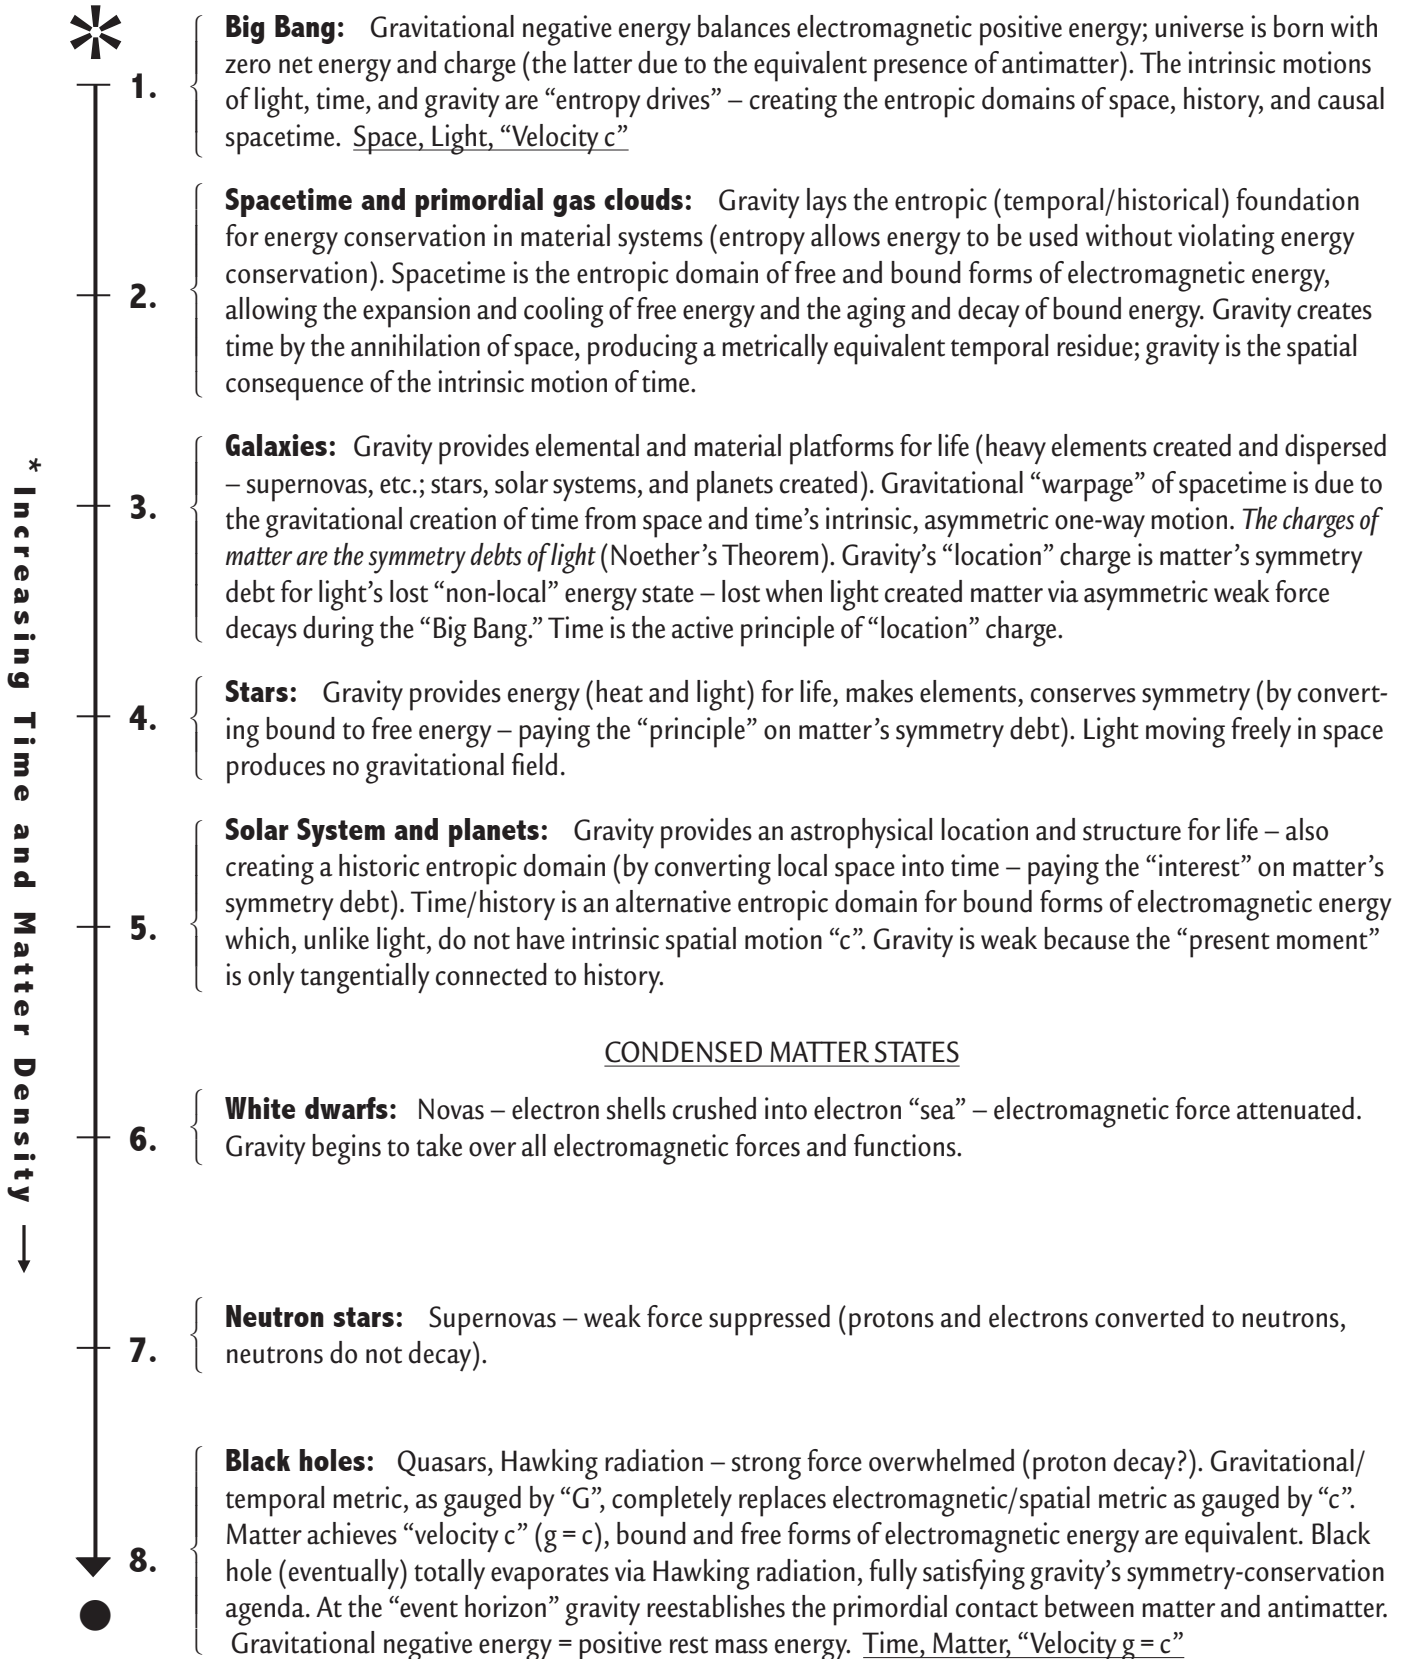 * Increasing Time and Matter Density
1.
Big Bang: Gravitational negative energy balances electromagnetic positive energy; universe is born with
zero net energy and charge (the latter due to the equivalent presence of antimatter). The intrinsic motions
of light, time, and gravity are “entropy drives” – creating the entropic domains of space, history, and causal
spacetime. Space, Light, “Velocity c”
2.
Spacetime and primordial gas clouds: Gravity lays the entropic (temporal/historical) foundation
for energy conservation in material systems (entropy allows energy to be used without violating energy
conservation). Spacetime is the entropic domain of free and bound forms of electromagnetic energy,
allowing the expansion and cooling of free energy and the aging and decay of bound energy. Gravity creates
time by the annihilation of space, producing a metrically equivalent temporal residue; gravity is the spatial
consequence of the intrinsic motion of time.
3.
Galaxies: Gravity provides elemental and material platforms for life (heavy elements created and dispersed
– supernovas, etc.; stars, solar systems, and planets created). Gravitational “warpage” of spacetime is due to
the gravitational creation of time from space and time’s intrinsic, asymmetric one-way motion. The charges of
matter are the symmetry debts of light (Noether’s Theorem). Gravity’s “location” charge is matter’s symmetry
debt for light’s lost “non-local” energy state – lost when light created matter via asymmetric weak force
decays during the “Big Bang.” Time is the active principle of “location” charge.
4.
Stars: Gravity provides energy (heat and light) for life, makes elements, conserves symmetry (by convert-
ing bound to free energy – paying the “principle” on matter’s symmetry debt). Light moving freely in space
produces no gravitational field.
5.
Solar System and planets: Gravity provides an astrophysical location and structure for life – also
creating a historic entropic domain (by converting local space into time – paying the “interest” on matter’s
symmetry debt). Time/history is an alternative entropic domain for bound forms of electromagnetic energy
which, unlike light, do not have intrinsic spatial motion “c”. Gravity is weak because the “present moment”
is only tangentially connected to history.
CONDENSED MATTER STATES
6.
White dwarfs: Novas – electron shells crushed into electron “sea” – electromagnetic force attenuated.
Gravity begins to take over all electromagnetic forces and functions.
7.
Neutron stars: Supernovas – weak force suppressed (protons and electrons converted to neutrons,
neutrons do not decay).
8.
Black holes: Quasars, Hawking radiation – strong force overwhelmed (proton decay?). Gravitational/
temporal metric, as gauged by “G”, completely replaces electromagnetic/spatial metric as gauged by “c”.
Matter achieves “velocity c” (g = c), bound and free forms of electromagnetic energy are equivalent. Black
hole (eventually) totally evaporates via Hawking radiation, fully satisfying gravity’s symmetry-conservation
agenda. At the “event horizon” gravity reestablishes the primordial contact between matter and antimatter.
Gravitational negative energy = positive rest mass energy. Time, Matter, “Velocity g = c”